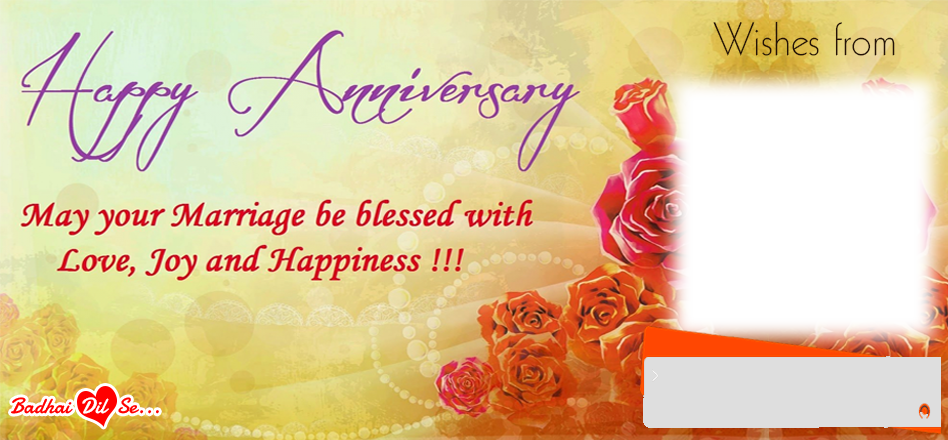 Happy Anniversary
May your Marriage be blessed with
Love, Joy and Happiness !!!
Wishes from
Badhai Dil Se...